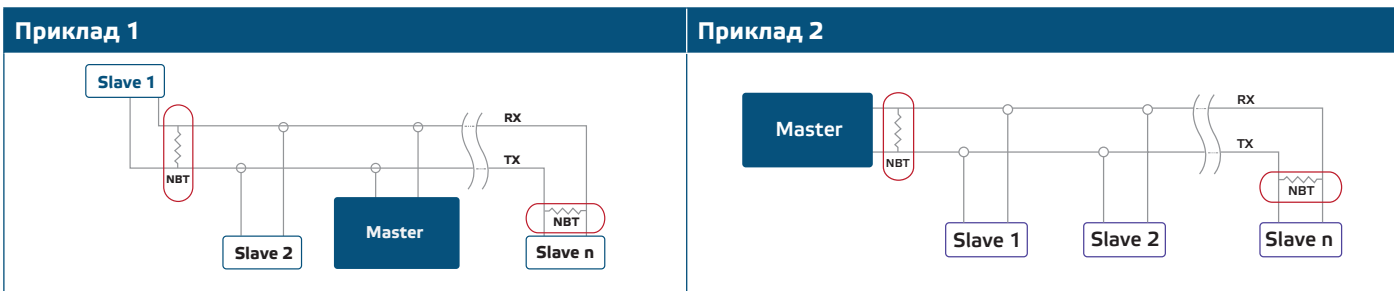 Приклад 1
Slave 1
RX
TX
NBT
NBT
Master
Slave 2
Slave n
Приклад 2
Master
RX
TX
NBT
NBT
Slave 1
Slave 2
Slave n